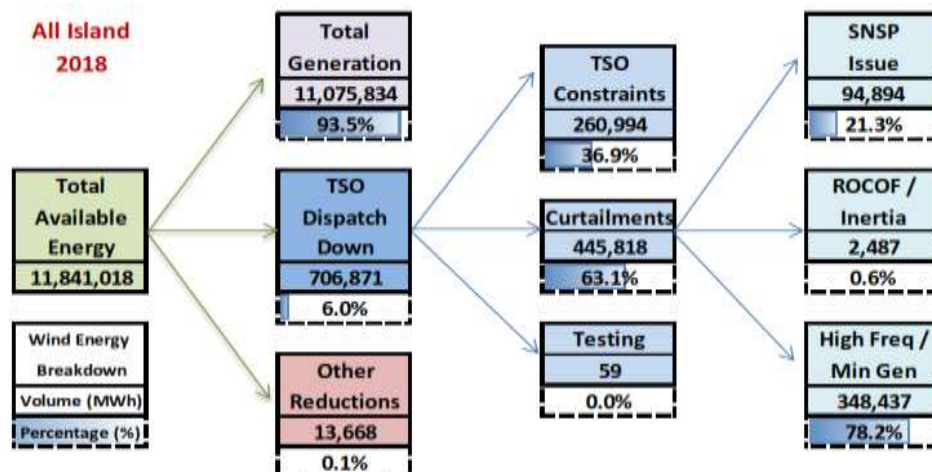 All Island
2018
Total
Available
Energy
11,841,018
Wind Energy
Breakdown
Volume (MWh)
Percentage (%)
Total
Generation
11,075,834
93.5%
TSO
Dispatch
Down
706,871
6.0%
Other
Reductions
13,668
0.1%
TSO
Constraints
260,994
36.9%
Curtailments
445,818
63.1%
Testing
59
0.0%
SNSP
Issue
94,894
21.3%
ROCOF /
Inertia
2,487
0.6%
High Freq /
Min Gen
348,437
78.2%